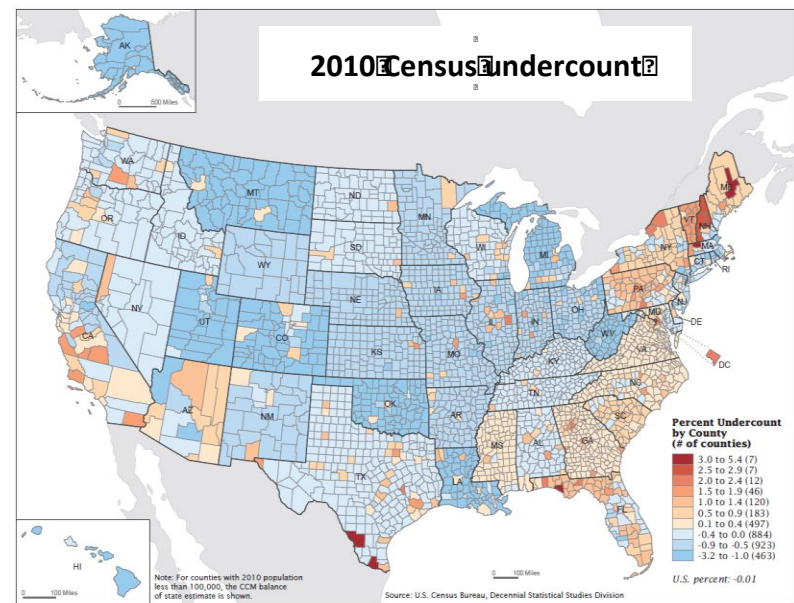 2010 Census undercount
AK
0 500 Miles
WA
MT
ND
MN
ME
OR
ID
SD
WI
VT
NH
NY
MA
WY
MI
CT
RI
IA
PA
NJ
NV
NE
OH
MD
DE
UT
IN
CA
CO
WV
DC
KS
MO
VA
KY
NC
TN
AZ
OK
NM
AR
SC
MS
AL
GA
TX
LA
FL
Percent Undercount
by County
(# of counties)
3.0 to 5.4 (7)
2.5 to 2.9 (7)
2.0 to 2.4 (12)
1.5 to 1.9 (46)
1.0 to 1.4 (120)
0.5 to 0.9 (183)
0.1 to 0.4 (497)
-0.4 to 0.0 (884)
-0.9 to -0.5 (923)
-3.2 to -1.0 (463)
U.S. percent: -0.01
HI
0 100 Miles
Note: For counties with 2010 population
less than 100,000, the CCM balance
of state estimate is shown.
0 100 Miles
Source: U.S. Census Bureau, Decennial Statistical Studies Division